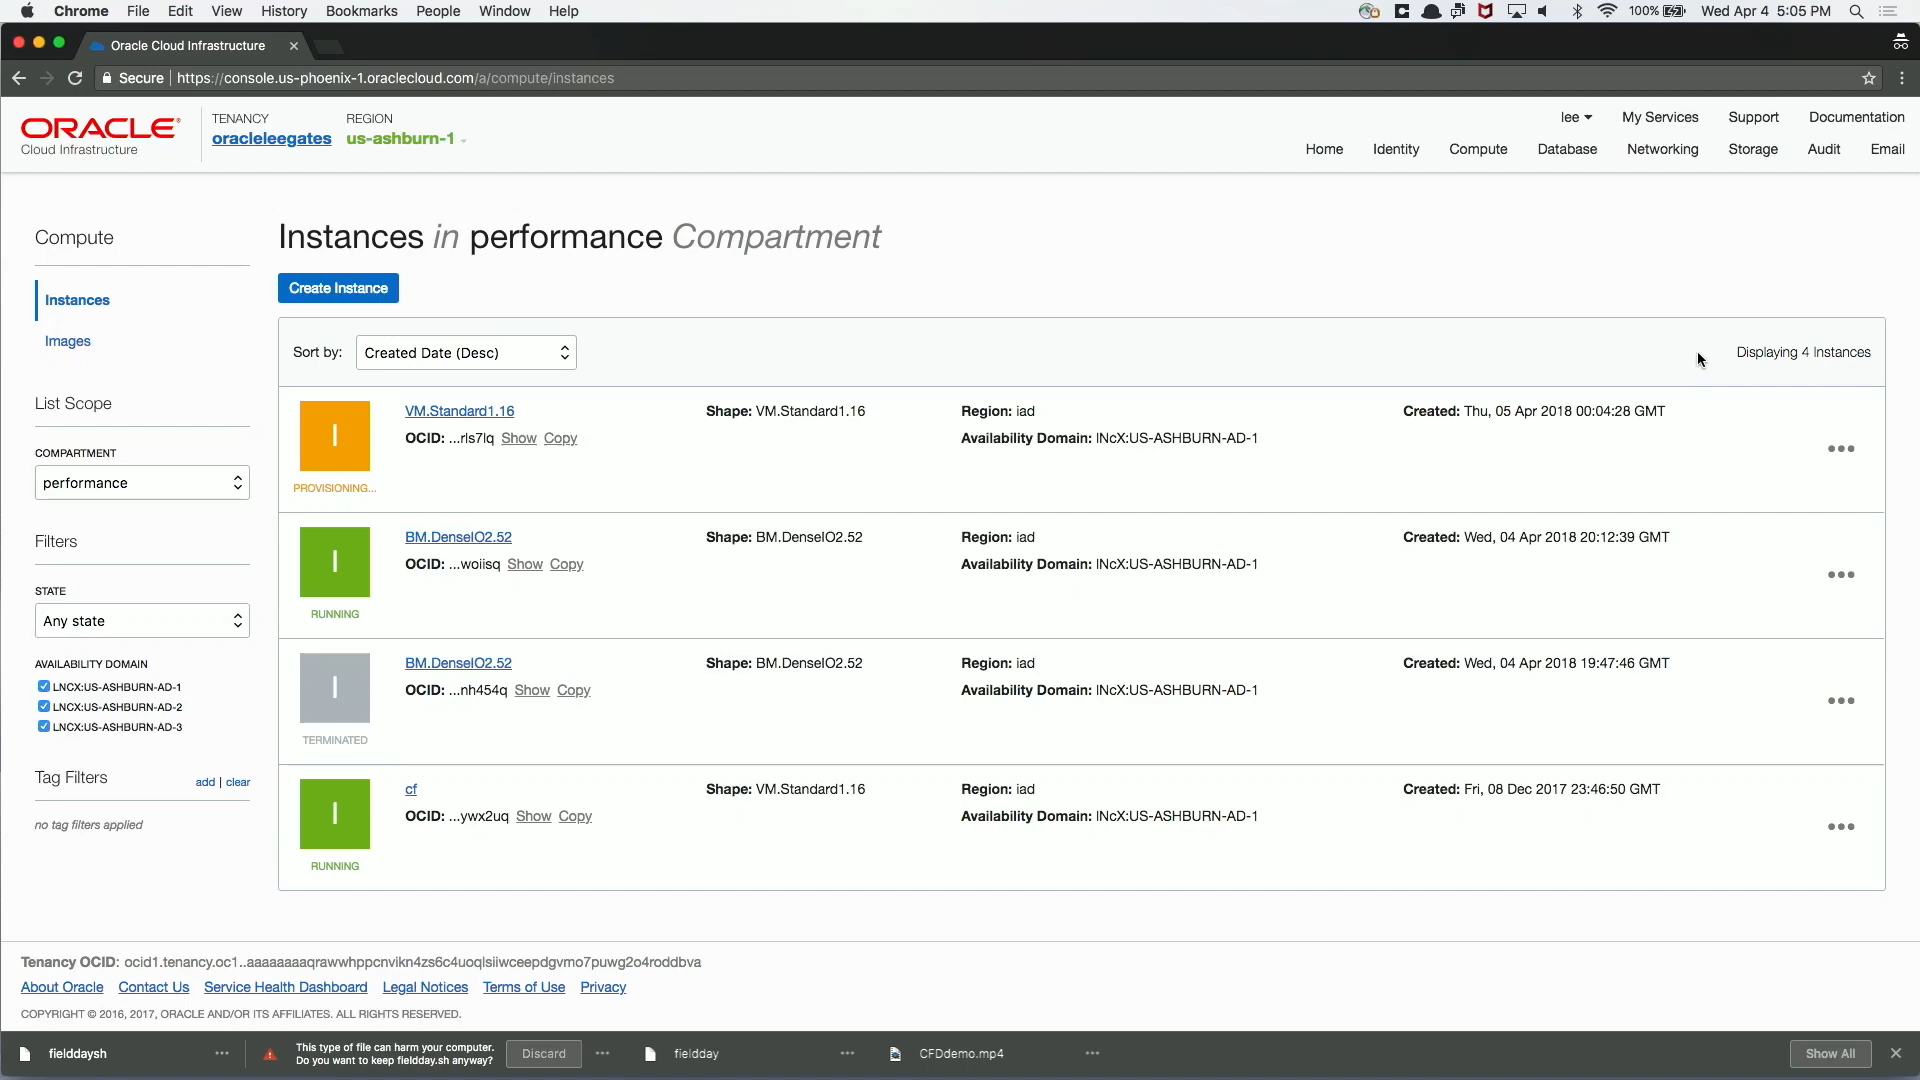 Chrome File Edit View History Bookmarks People Window Help
100% Wed Apr 4 5:05 PM
Oracle Cloud Infrastructure
Secure https://console.us-phoenix-1.oraclecloud.com/a/compute/instances
ORACLE
Cloud Infrastructure
TENANCY
oracleleegates
REGION
us-ashburn-1
lee My Services Support Documentation
Home Identity Compute Database Networking Storage Audit Email
Compute
Instances
Images
List Scope
COMPARTMENT
performance
Filters
STATE
Any state
AVAILABILITY DOMAIN
LNCX:US-ASHBURN-AD-1
LNCX:US-ASHBURN-AD-2
LNCX:US-ASHBURN-AD-3
Tag Filters add | clear
no tag filters applied
Instances in performance Compartment
Create Instance
Sort by: Created Date (Desc)
Displaying 4 Instances
I
PROVISIONING...
VM.Standard1.16
OCID: ...rls7lq Show Copy
Shape: VM.Standard1.16
Region: iad
Availability Domain: lNcX:US-ASHBURN-AD-1
Created: Thu, 05 Apr 2018 00:04:28 GMT
I
RUNNING
BM.DenseIO2.52
OCID: ...woiisq Show Copy
Shape: BM.DenseIO2.52
Region: iad
Availability Domain: lNcX:US-ASHBURN-AD-1
Created: Wed, 04 Apr 2018 20:12:39 GMT
I
TERMINATED
BM.DenseIO2.52
OCID: ...nh454q Show Copy
Shape: BM.DenseIO2.52
Region: iad
Availability Domain: lNcX:US-ASHBURN-AD-1
Created: Wed, 04 Apr 2018 19:47:46 GMT
I
RUNNING
cf
OCID: ...ywx2uq Show Copy
Shape: VM.Standard1.16
Region: iad
Availability Domain: lNcX:US-ASHBURN-AD-1
Created: Fri, 08 Dec 2017 23:46:50 GMT
Tenancy OCID: ocid1.tenancy.oc1..aaaaaaaaqrawwhppcnvikn4zs6c4uoqlsiiwceepdgvmo7puwg2o4roddbva
About Oracle Contact Us Service Health Dashboard Legal Notices Terms of Use Privacy
COPYRIGHT © 2016, 2017, ORACLE AND/OR ITS AFFILIATES. ALL RIGHTS RESERVED.
fielddaysh
This type of file can harm your computer.
Do you want to keep fieldday.sh anyway?
Discard
fieldday
CFDdemo.mp4
Show All